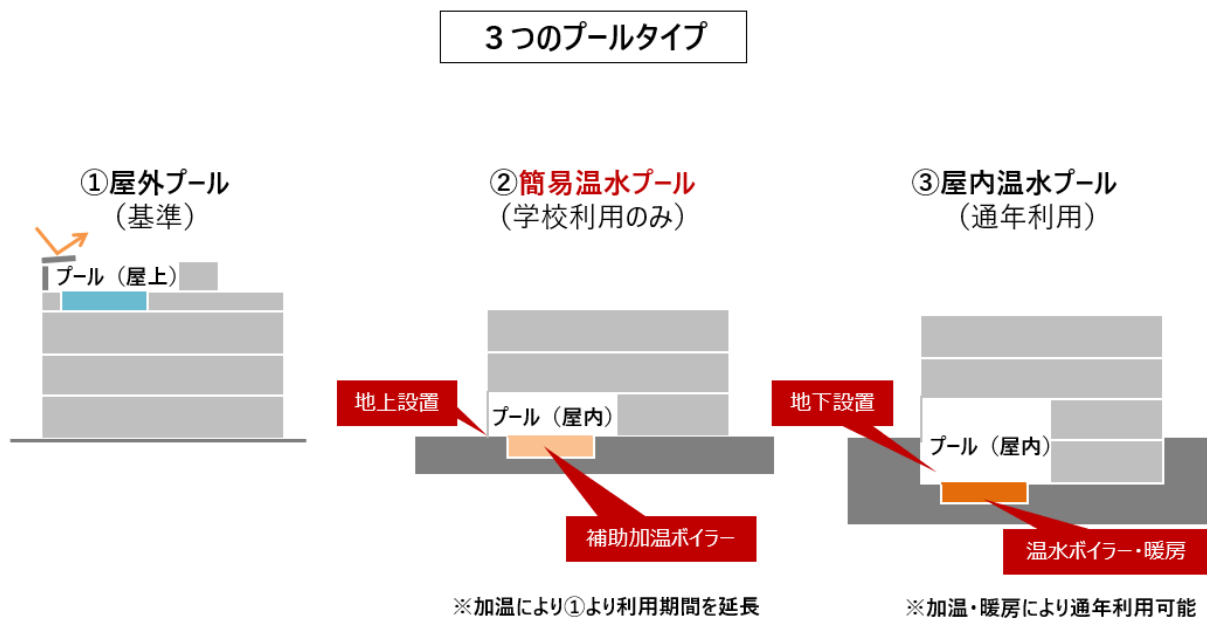 3つのプールタイプ
①屋外プール
（基準）
プール（屋上）
②簡易温水プール
（学校利用のみ）
地上設置
プール（屋内）
補助加温ボイラー
※加温により①より利用期間を延長
③屋内温水プール
（通年利用）
地下設置
プール（屋内）
温水ボイラー・暖房
※加温・暖房により通年利用可能